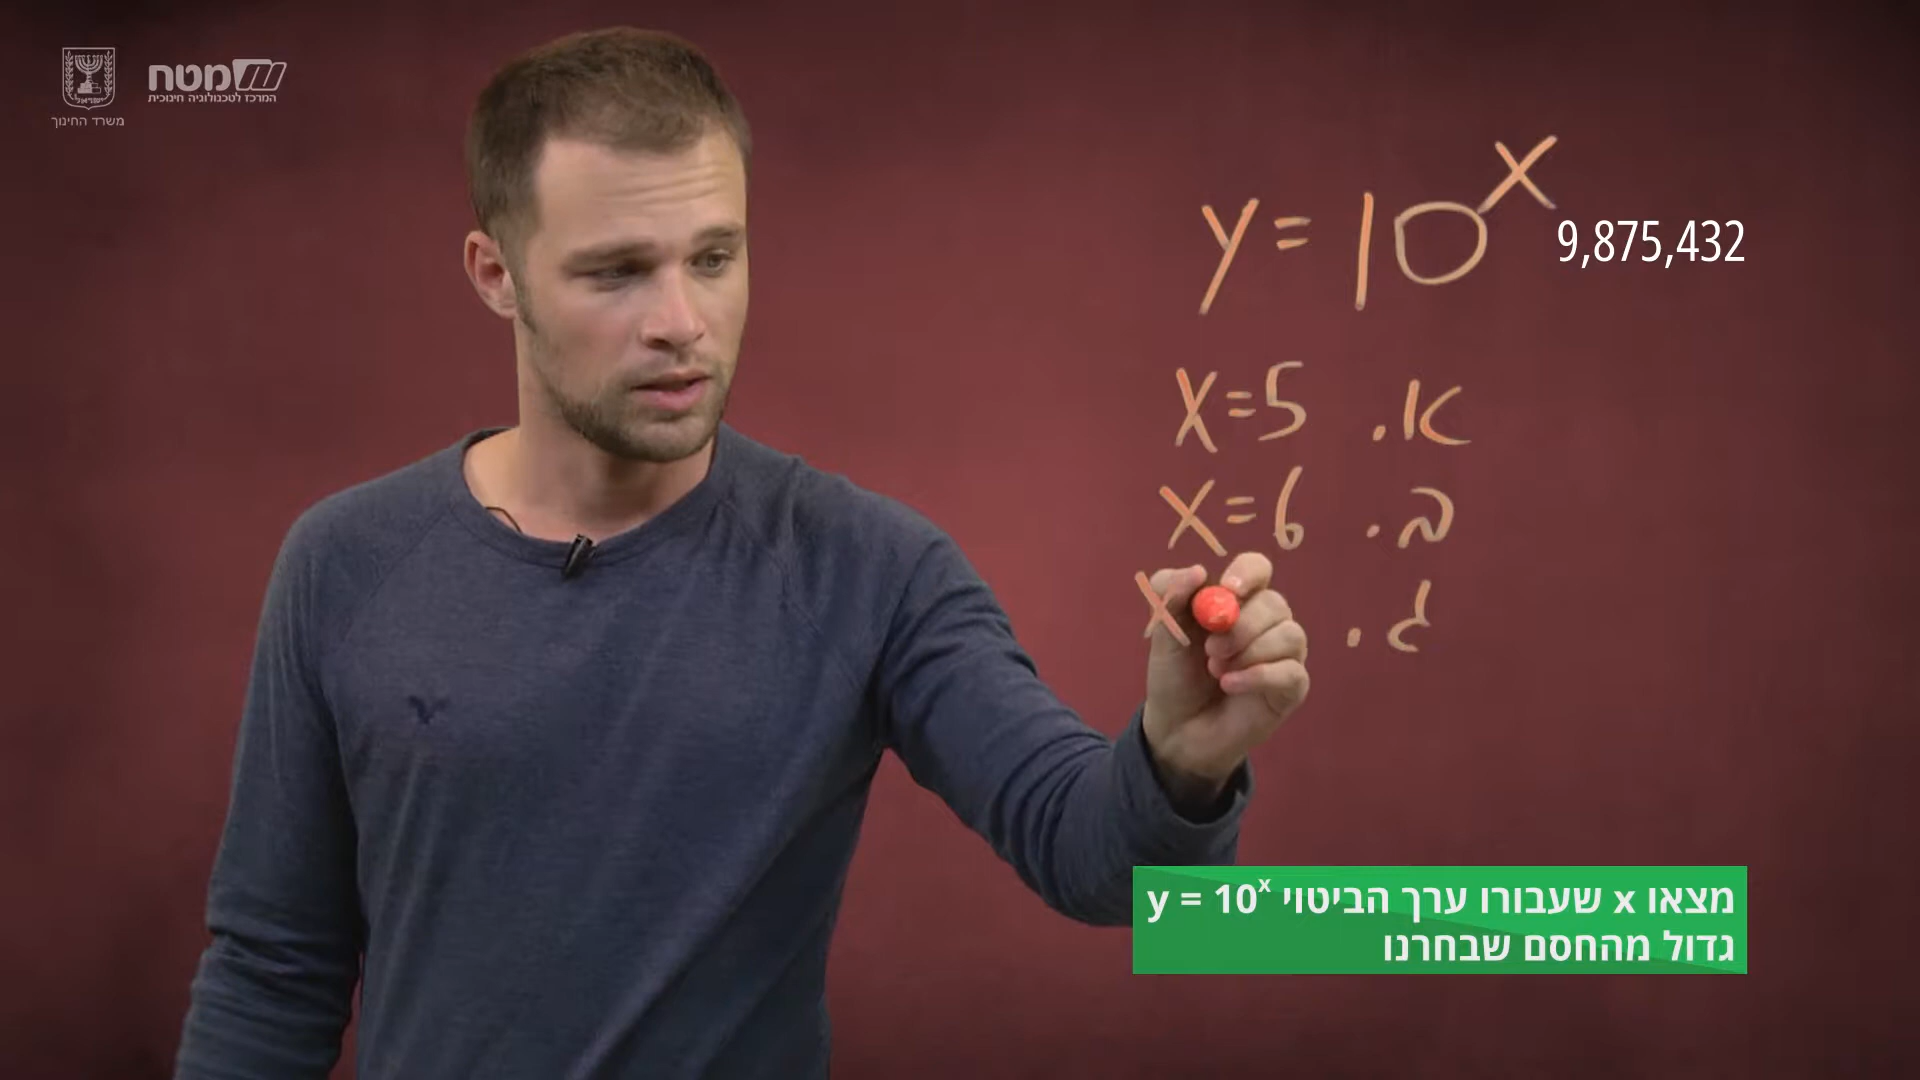 משרד החינוך
מטח
המרכז לטכנולוגיה חינוכית
y = 10^x
9,875,432
א. x=5
ב. x=6
ג. x
מצאו x שעבורו ערך הביטוי y = 10^x
גדול מהחסם שבחרנו